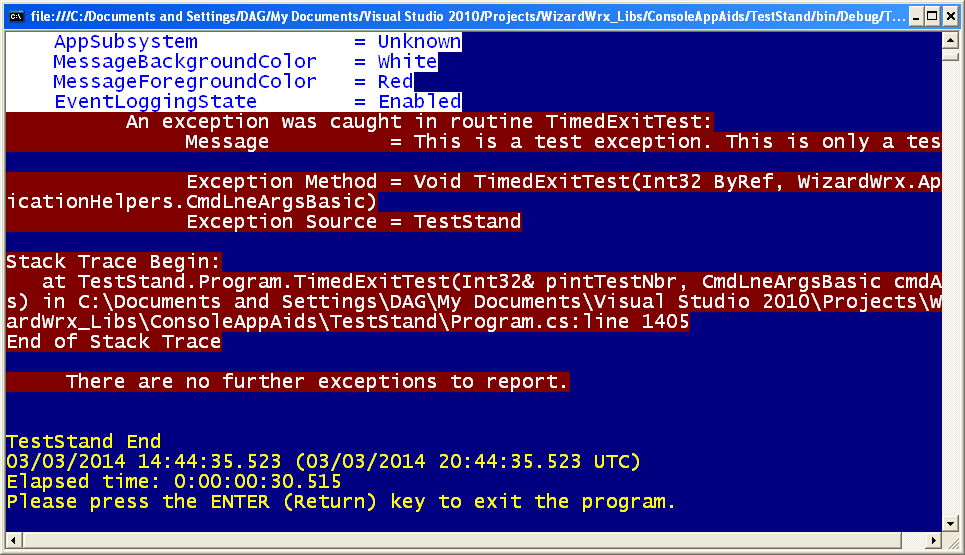 file:///C:/Documents and Settings/DAG/My Documents/Visual Studio 2010/Projects/WizardWrx_Libs/ConsoleAppAids/TestStand/bin/Debug/T...
AppSubsystem = Unknown
MessageBackgroundColor = White
MessageForegroundColor = Red
EventLoggingState = Enabled
An exception was caught in routine TimedExitTest:
Message = This is a test exception. This is only a tes
Exception Method = Void TimedExitTest(Int32 ByRef, WizardWrx.Ap
icationHelpers.CmdLneArgsBasic)
Exception Source = TestStand
Stack Trace Begin:
at TestStand.Program.TimedExitTest(Int32& pintTestNbr, CmdLneArgsBasic cmdA
s) in C:\Documents and Settings\DAG\My Documents\Visual Studio 2010\Projects\W
ardWrx_Libs\ConsoleAppAids\TestStand\Program.cs:line 1405
End of Stack Trace
There are no further exceptions to report.
TestStand End
03/03/2014 14:44:35.523 (03/03/2014 20:44:35.523 UTC)
Elapsed time: 0:00:00:30.515
Please press the ENTER (Return) key to exit the program.